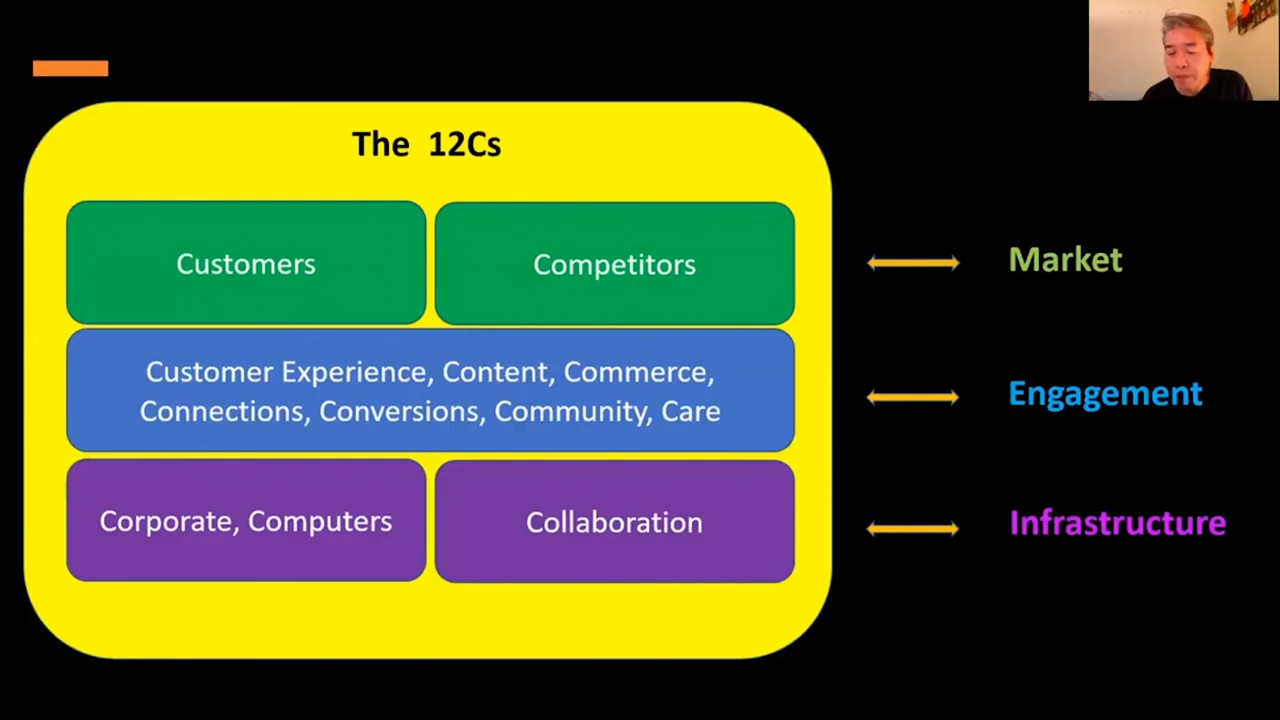 The 12Cs
Customers
Competitors
Market
Customer Experience, Content, Commerce,
Connections, Conversions, Community, Care
Engagement
Corporate, Computers
Collaboration
Infrastructure